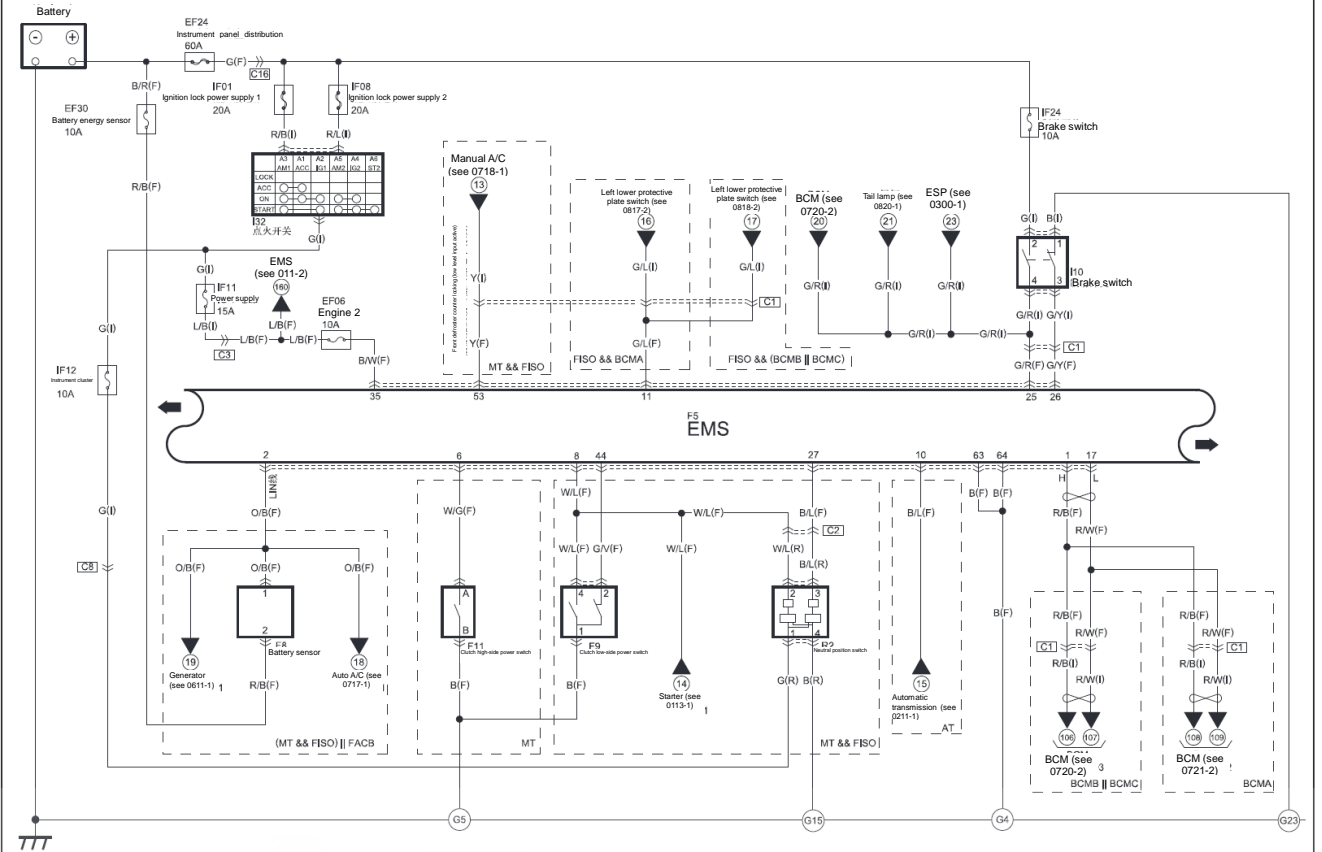 Battery
EF24
Instrument panel distribution
60A
G(F)
C16
B/R(F)
IF01
Ignition lock power supply 1
20A
IF08
Ignition lock power supply 2
20A
EF30
Battery energy sensor
10A
IF24
Brake switch
10A
R/B(I)
R/L(I)
A3 A1 A2 A5 A4 A6
AM1 ACC IG1 AM2 IG2 ST2
LOCK
ACC
ON
START
I32
点火开关
G(I)
R/B(F)
Manual A/C
(see 0718-1)
13
Left lower protective
plate switch (see
0817-2)
16
Left lower protective
plate switch (see
0818-2)
17
BCM (see
0720-2)
20
Tail lamp (see
0820-1)
21
ESP (see
0300-1)
23
G(I) B(I)
2 1
4 3
I10
Brake switch
G(I)
IF11
Power supply
15A
L/B(I)
C3
EMS
(see 011-2)
160
L/B(F)
L/B(F)
L/B(F)
EF06
Engine 2
10A
B/W(F)
Front defroster counter locking (low level input active)
Y(I)
Y(F)
MT && FISO
G/L(I)
G/L(I)
C1
G/L(F)
FISO && BCMA
FISO && (BCMB || BCMC)
G/R(I)
G/R(I)
G/R(I)
G/R(I)
G/R(I)
G/R(I) G/Y(I)
C1
G/R(F) G/Y(F)
G(I)
IF12
Instrument cluster
10A
35 53 11 25 26
F5
EMS
2 6 8 44 27 10 63 64 1 17
H L
LIN线
G(I)
C8
O/B(F)
O/B(F)
O/B(F)
O/B(F)
1
2
Battery sensor
R/B(F)
19
Generator
(see 0611-1)
1
18
Auto A/C (see
0717-1)
(MT && FISO) || FACB
W/G(F)
A
B
F11
Clutch high-side power switch
B(F)
MT
W/L(F)
W/L(F) G/V(F)
4 2
1
F9
Clutch low-side power switch
B(F)
W/L(F)
W/L(F)
14
Starter (see
0113-1)
1
B/L(F)
C2
W/L(R)
B/L(R)
2 3
1 4
Neutral position switch
G(R) B(R)
MT && FISO
B/L(F)
15
Automatic
transmission (see
0211-1)
AT
B(F) B(F)
B(F)
R/B(F)
R/W(F)
R/B(F)
R/W(F)
C1
R/B(I)
R/W(I)
106 107
BCM (see
0720-2)
3
BCMB || BCMC
R/B(F)
R/W(F)
C1
R/B(I)
R/W(I)
108 109
BCM (see
0721-2)
BCMA
G5
G15
G4
G23